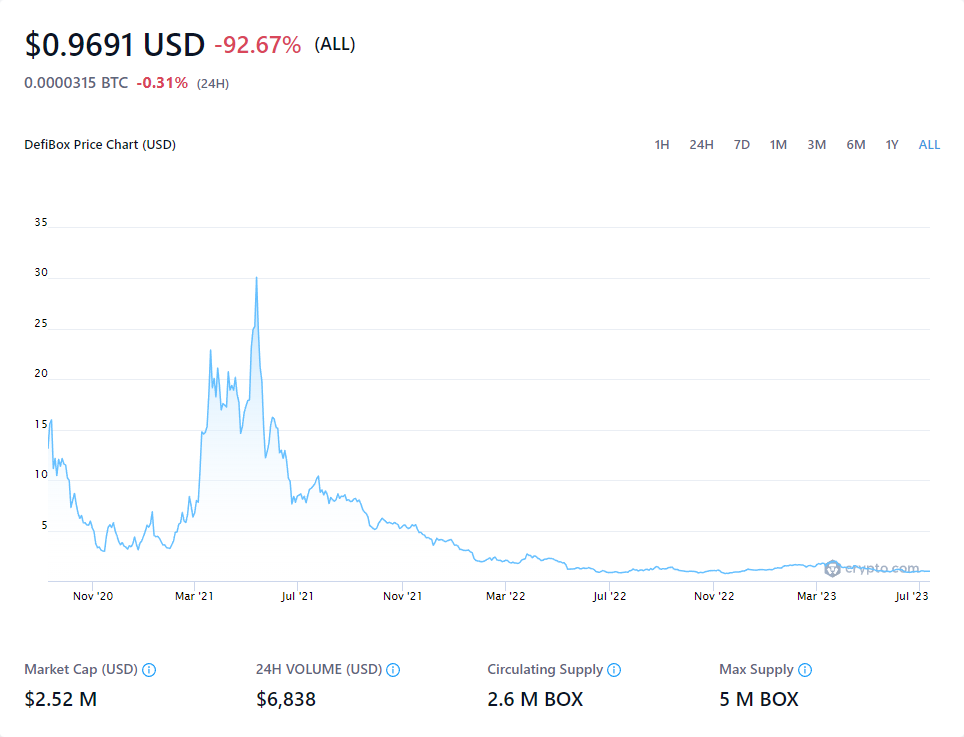 $0.9691 USD -92.67% (ALL)
0.0000315 BTC -0.31% (24H)
DefiBox Price Chart (USD) 1H 24H 7D 1M 3M 6M 1Y ALL
35
30
25
20
15
10
5
crypto.com
Nov '20 Mar '21 Jul '21 Nov '21 Mar '22 Jul '22 Nov '22 Mar '23 Jul '23
Market Cap (USD) 24H VOLUME (USD) Circulating Supply Max Supply
$2.52 M $6,838 2.6 M BOX 5 M BOX